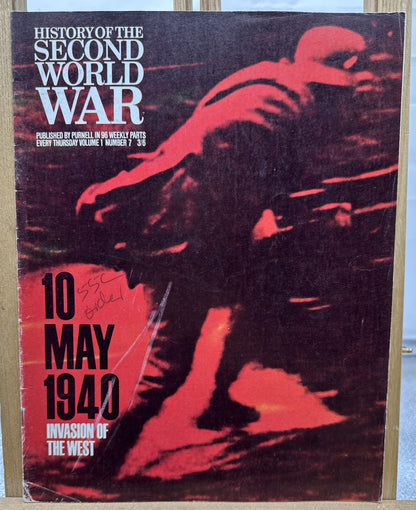 HISTORY OF THE
SECOND
WORLD
WAR
PUBLISHED BY PURNELL IN 96 WEEKLY PARTS
EVERY THURSDAY VOLUME 1 NUMBER 7 3/6
10
MAY
1940
INVASION OF
THE WEST